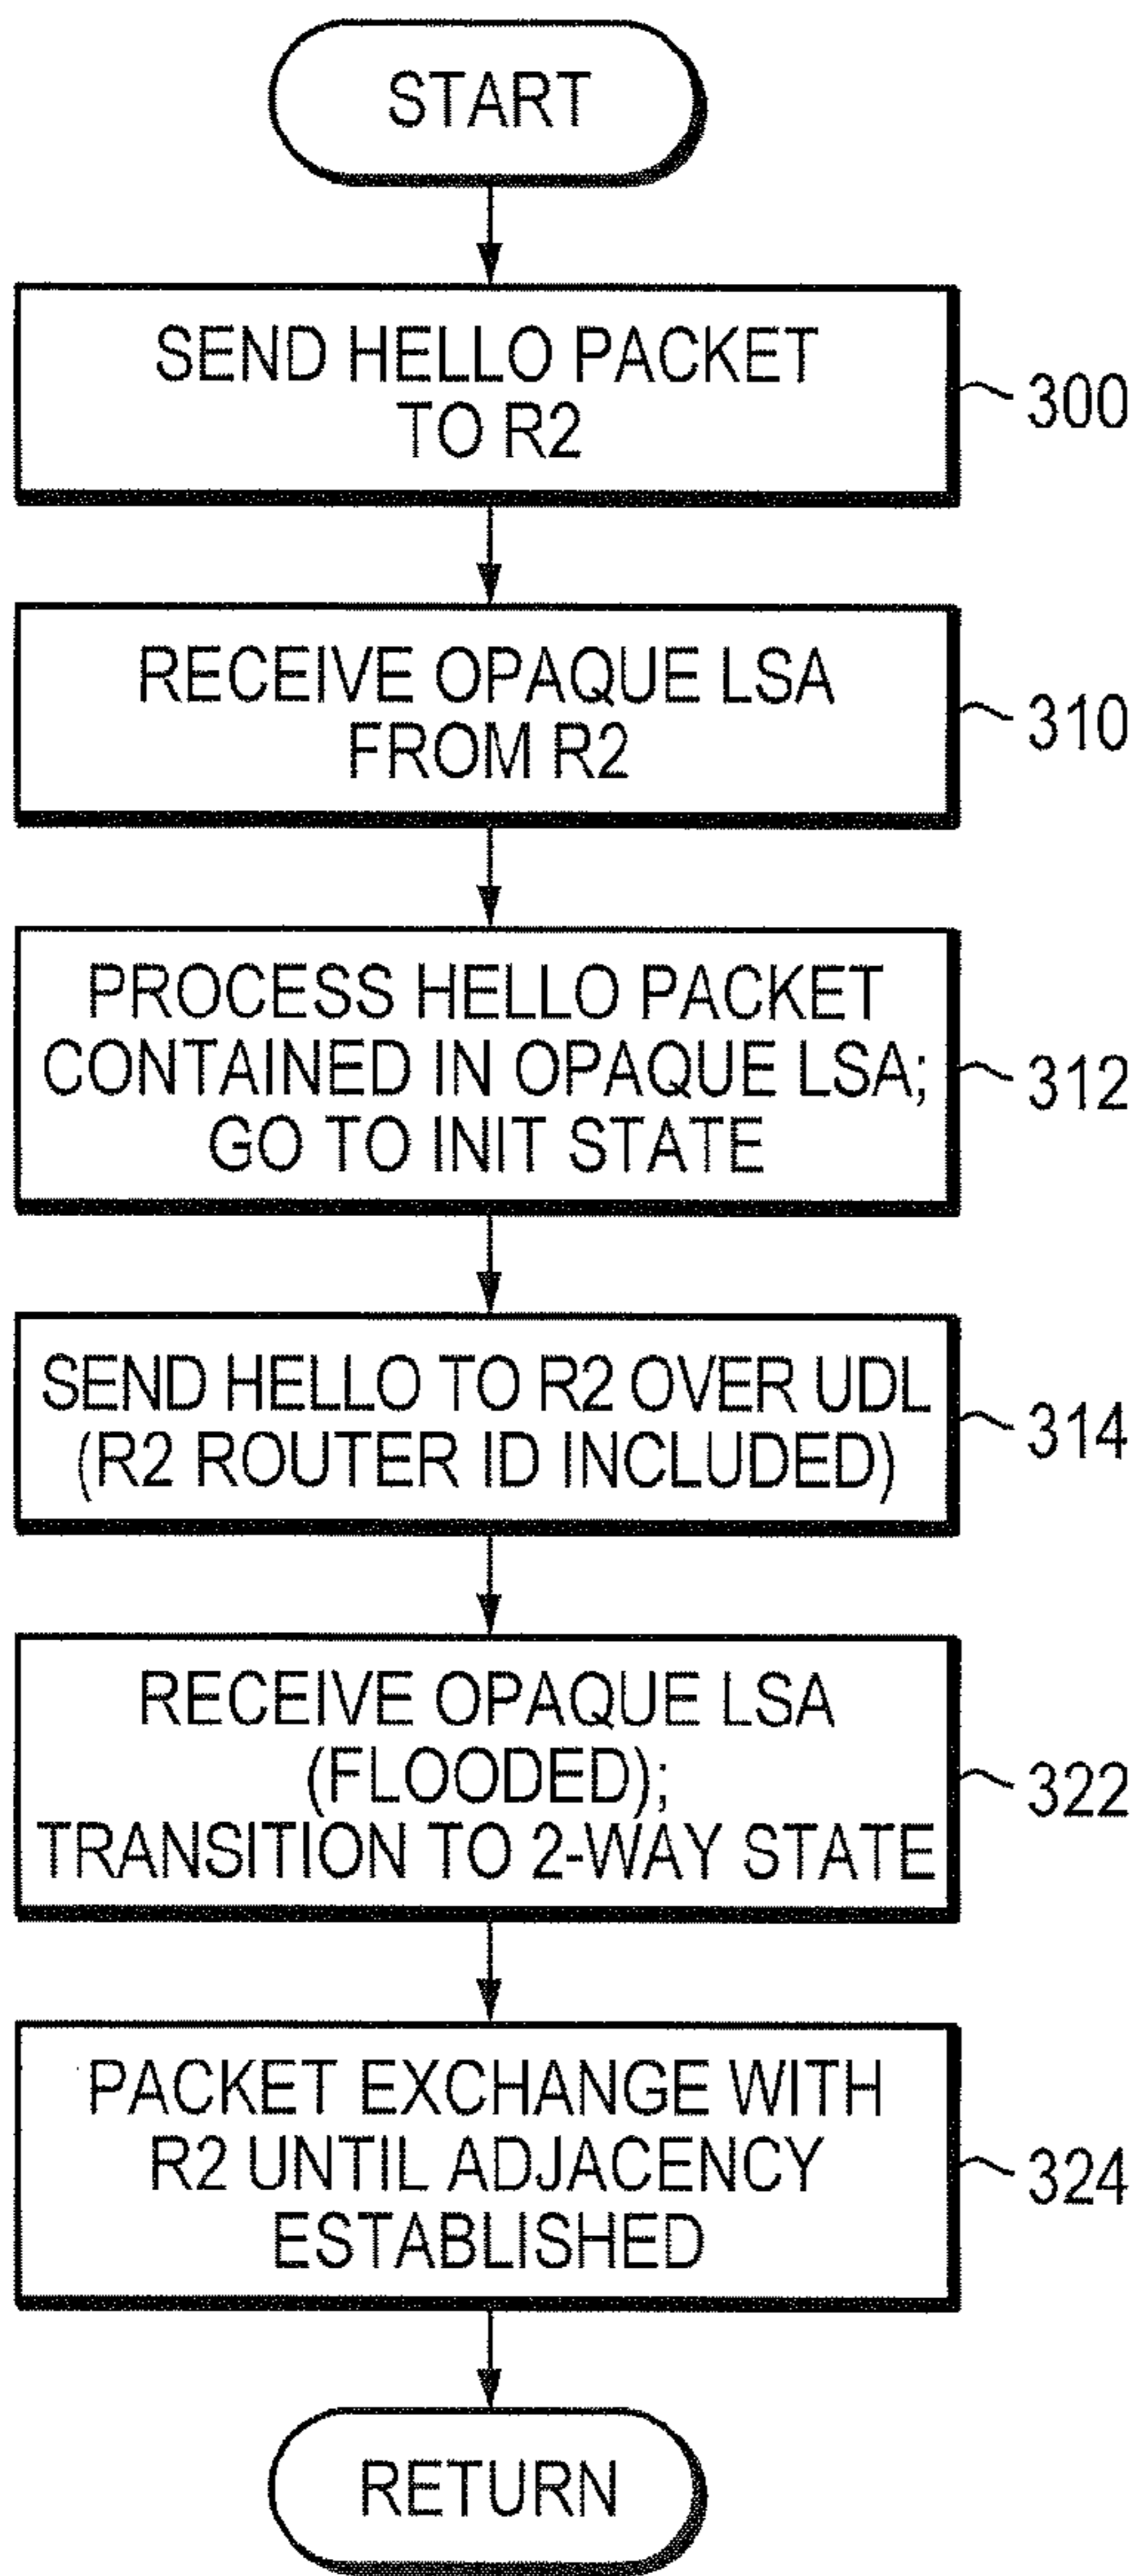 START
SEND HELLO PACKET
TO R2
300
RECEIVE OPAQUE LSA
FROM R2
310
PROCESS HELLO PACKET
CONTAINED IN OPAQUE LSA;
GO TO INIT STATE
312
SEND HELLO TO R2 OVER UDL
(R2 ROUTER ID INCLUDED)
314
RECEIVE OPAQUE LSA
(FLOODED);
TRANSITION TO 2-WAY STATE
322
PACKET EXCHANGE WITH
R2 UNTIL ADJACENCY
ESTABLISHED
324
RETURN